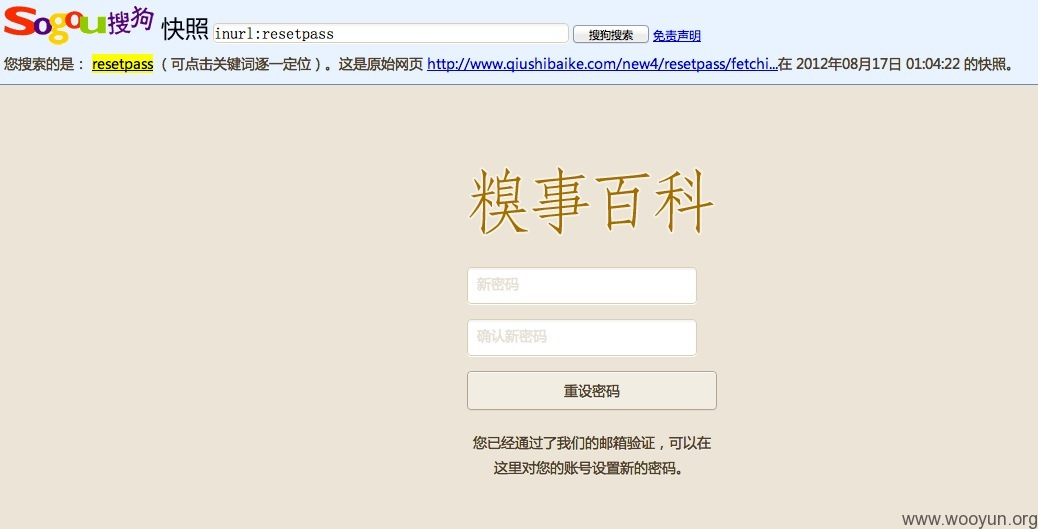 Sogou搜狗 快照 inurl:resetpass 搜狗搜索 免责声明
您搜索的是： resetpass （可点击关键词逐一定位）。这是原始网页 http://www.qiushibaike.com/new4/resetpass/fetchi...在 2012年08月17日 01:04:22 的快照。
糗事百科
新密码
确认新密码
重设密码
您已经通过了我们的邮箱验证，可以在
这里对您的账号设置新的密码。
www.wooyun.org